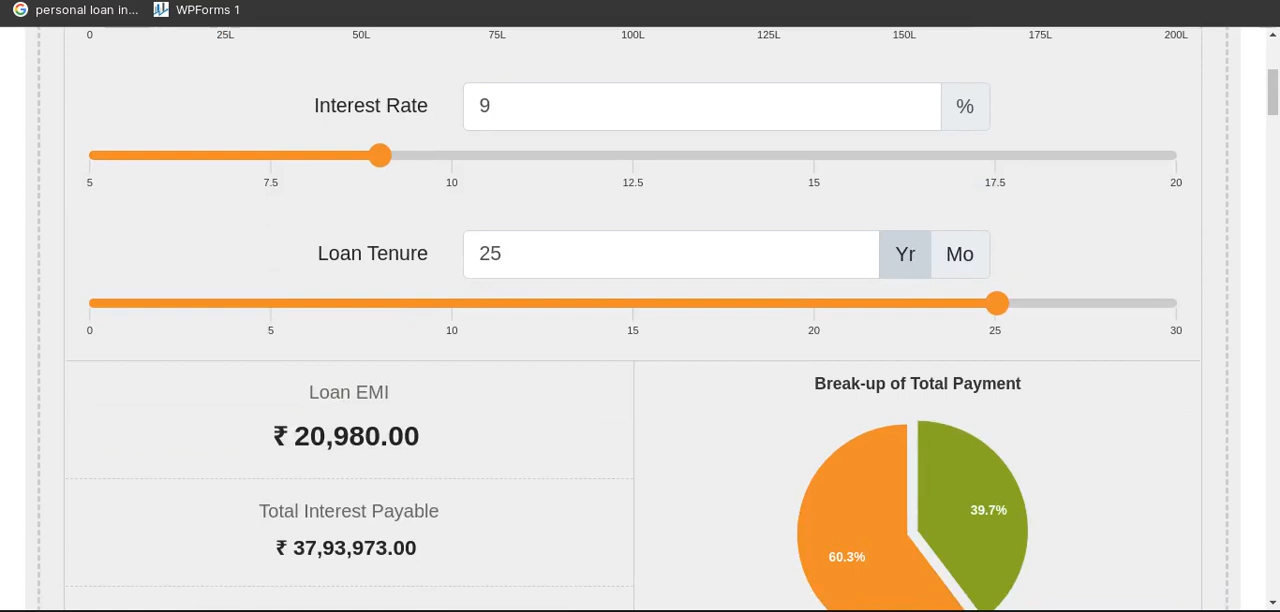 personal loan in... WPForms 1
0 25L 50L 75L 100L 125L 150L 175L 200L
Interest Rate 9 %
5 7.5 10 12.5 15 17.5 20
Loan Tenure 25 Yr Mo
0 5 10 15 20 25 30
Loan EMI
₹ 20,980.00
Total Interest Payable
₹ 37,93,973.00
Break-up of Total Payment
39.7%
60.3%